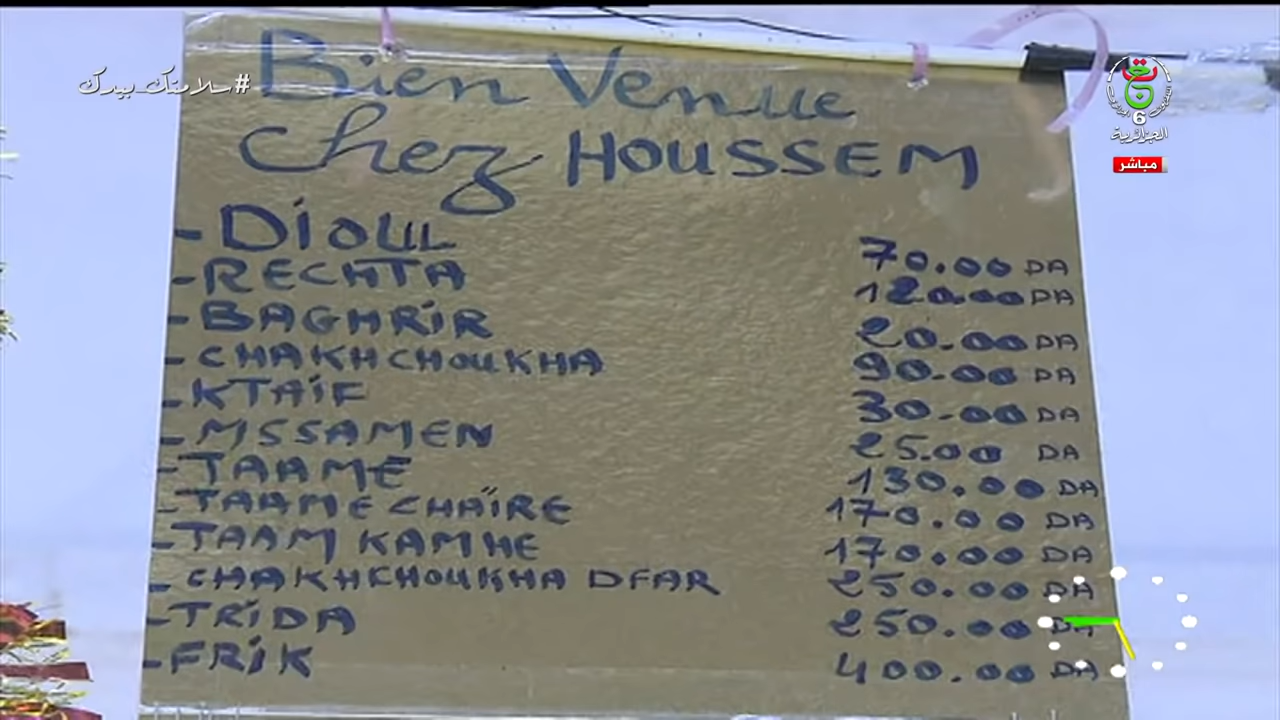 #سلامتك_بيدك
6
الجزائرية
مباشر
Bien Venue
chez HOUSSEM
- DIOUL 70.00 DA
- RECHTA 120.00 DA
- BAGHRIR 20.00 DA
- CHAKHCHOUKHA 90.00 DA
- KTAIF 30.00 DA
- MSSAMEN 25.00 DA
- TAAME 130.00 DA
- TAAME CHAÏRE 170.00 DA
- TAAM KAMHE 170.00 DA
- CHAKHCHOUKHA DFAR 250.00 DA
- TRIDA 250.00 DA
- FRIK 400.00 DA